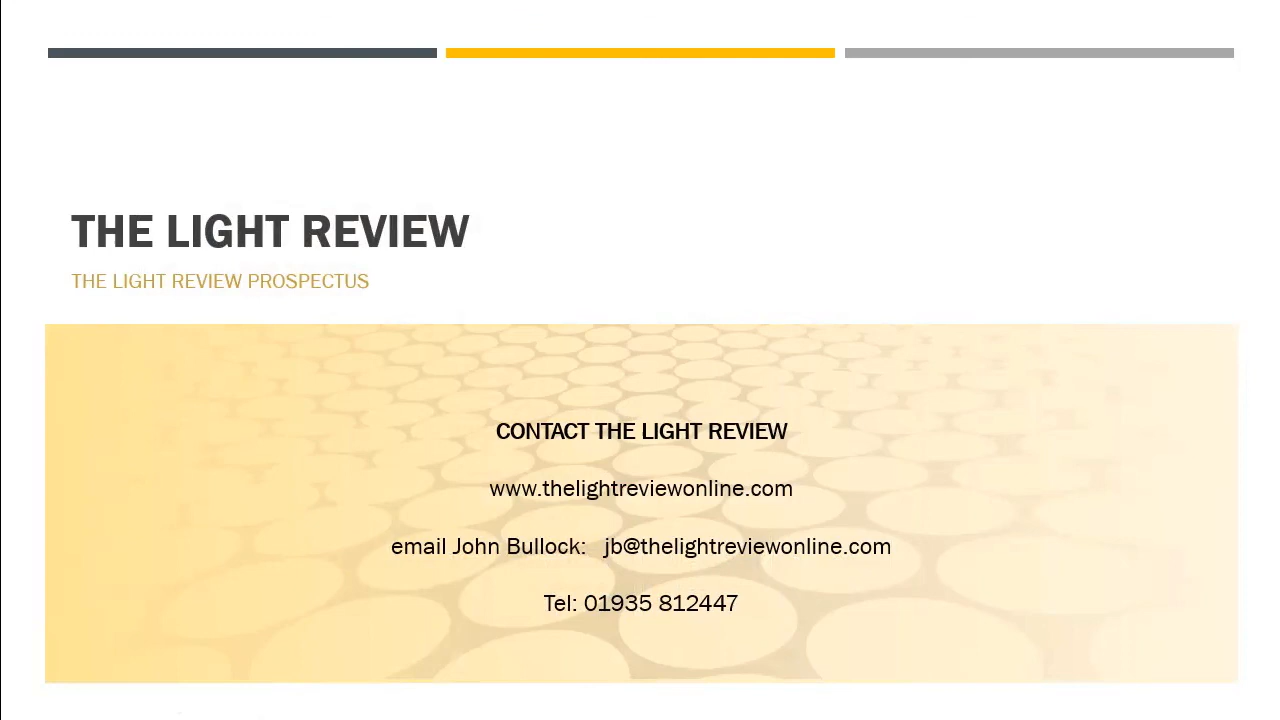 THE LIGHT REVIEW
THE LIGHT REVIEW PROSPECTUS
CONTACT THE LIGHT REVIEW
www.thelightreviewonline.com
email John Bullock: jb@thelightreviewonline.com
Tel: 01935 812447